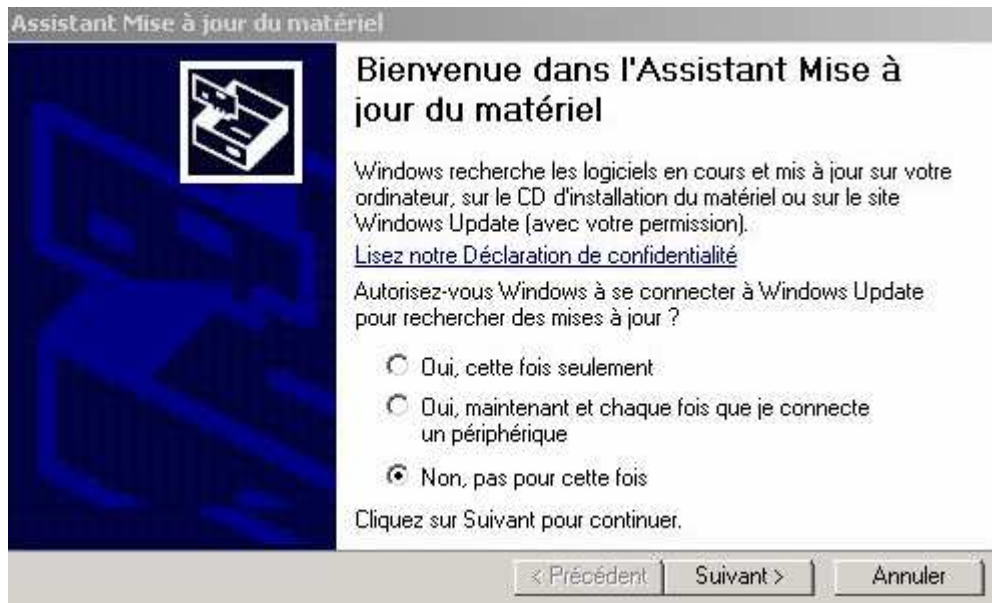 Assistant Mise à jour du matériel
Bienvenue dans l'Assistant Mise à
jour du matériel
Windows recherche les logiciels en cours et mis à jour sur votre
ordinateur, sur le CD d'installation du matériel ou sur le site
Windows Update (avec votre permission).
Lisez notre Déclaration de confidentialité
Autorisez-vous Windows à se connecter à Windows Update
pour rechercher des mises à jour ?
Oui, cette fois seulement
Oui, maintenant et chaque fois que je connecte
un périphérique
Non, pas pour cette fois
Cliquez sur Suivant pour continuer.
< Précédent Suivant > Annuler